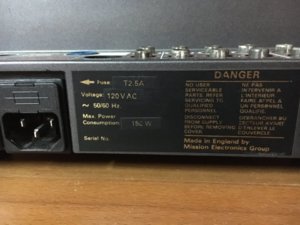 Fuse: T2.5A
Voltage: 120V AC
~ 50/60 Hz.
Max. Power
Consumption: 150 W
Serial No.
DANGER
NO USER
SERVICEABLE
PARTS. REFER
SERVICING TO
QUALIFIED
PERSONNEL.
DISCONNECT
FROM SUPPLY
BEFORE REMOVING
COVER.
NE PAS
INTERVENIR A
L'INTERIEUR.
FAIRE APPEL A
UN PERSONNEL
QUALIFIE.
DEBRANCHER DU
SECTEUR AVANT
D'ENLEVER LE
COUVERCLE
Made in England by
Mission Electronics Group